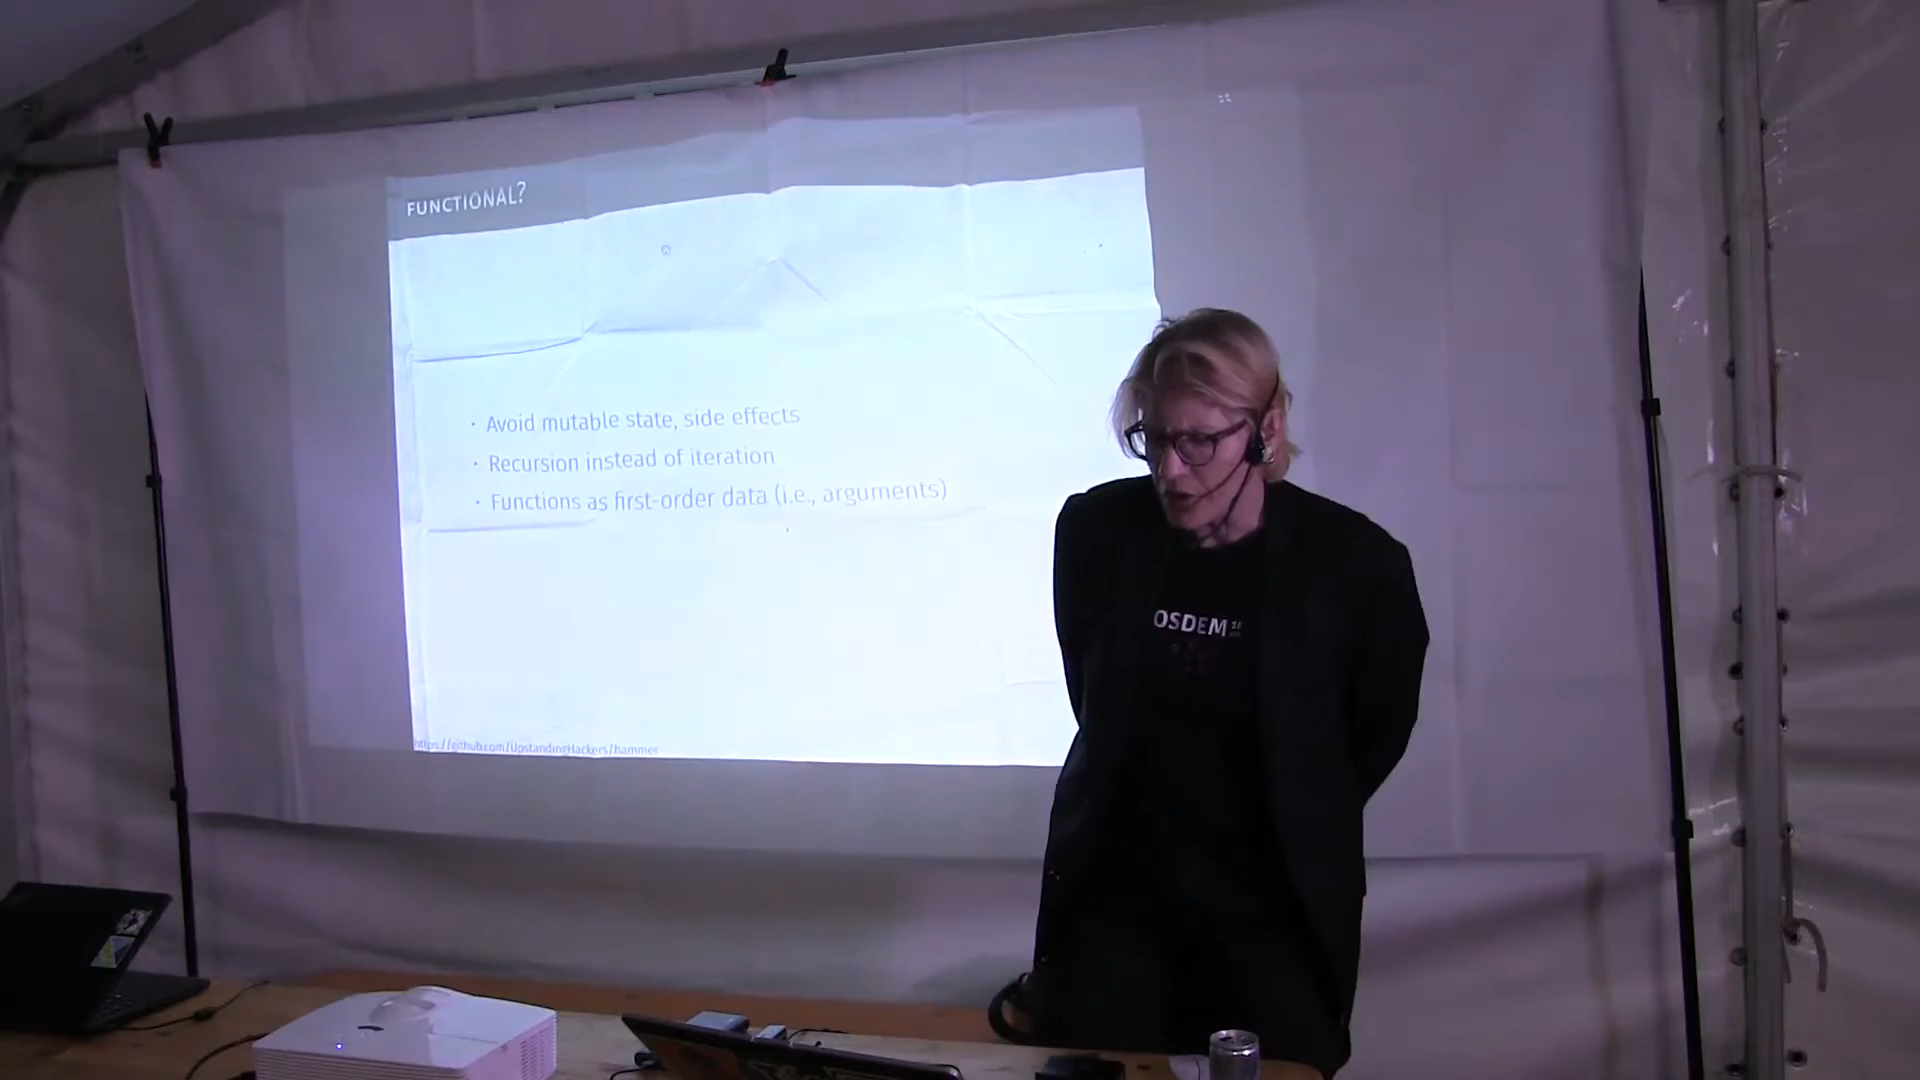 FUNCTIONAL?
· Avoid mutable state, side effects
· Recursion instead of iteration
· Functions as first-order data (i.e., arguments)
https://github.com/UpstandingHackers/hammer
OSDEM